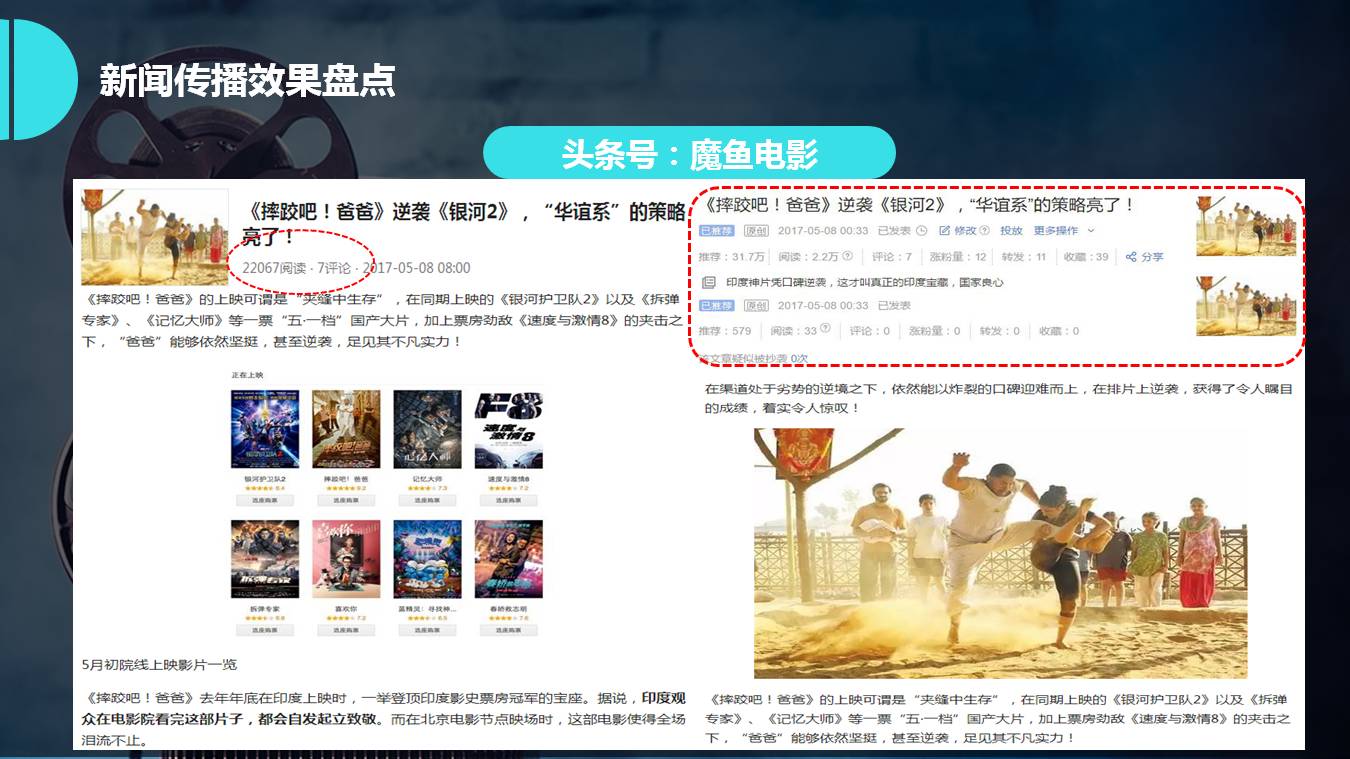 新闻传播效果盘点
头条号：魔鱼电影
《摔跤吧！爸爸》逆袭《银河2》，“华谊系”的策略
亮了！
22067阅读 · 7评论 · 2017-05-08 08:00
《摔跤吧！爸爸》的上映可谓是“夹缝中生存”，在同期上映的《银河护卫队2》以及《拆弹
专家》、《记忆大师》等一票“五·一档”国产大片，加上票房劲敌《速度与激情8》的夹击之
下，“爸爸”能够依然坚挺，甚至逆袭，足见其不凡实力！
正在上映
F8
速度与
激情8
银河护卫队2 摔跤吧！爸爸 记忆大师 速度与激情8
8.4 9.2 7.3 7.2
选座购票 选座购票 选座购票 选座购票
拆弹专家 喜欢你 蓝精灵：寻找神... 春娇救志明
6.8 7.2 6.5 7.6
选座购票 选座购票 选座购票 选座购票
5月初院线上映影片一览
《摔跤吧！爸爸》去年年底在印度上映时，一举登顶印度影史票房冠军的宝座。据说，印度观
众在电影院看完这部片子，都会自发起立致敬。而在北京电影节点映场时，这部电影使得全场
泪流不止。
《摔跤吧！爸爸》逆袭《银河2》，“华谊系”的策略亮了！
已推荐 原创 2017-05-08 00:33 已发表 修改 投放 更多操作
推荐：31.7万 阅读：2.2万 评论：7 涨粉量：12 转发：11 收藏：39 分享
印度神片凭口碑逆袭，这才叫真正的印度宝藏，国家良心
已推荐 原创 2017-05-08 00:33 已发表
推荐：579 阅读：33 评论：0 涨粉量：0 转发：0 收藏：0
该文章疑似被抄袭 0次
在渠道处于劣势的逆境之下，依然能以炸裂的口碑迎难而上，在排片上逆袭，获得了令人瞩目
的成绩，着实令人惊叹！
《摔跤吧！爸爸》的上映可谓是“夹缝中生存”，在同期上映的《银河护卫队2》以及《拆弹
专家》、《记忆大师》等一票“五·一档”国产大片，加上票房劲敌《速度与激情8》的夹击之
下，“爸爸”能够依然坚挺，甚至逆袭，足见其不凡实力！